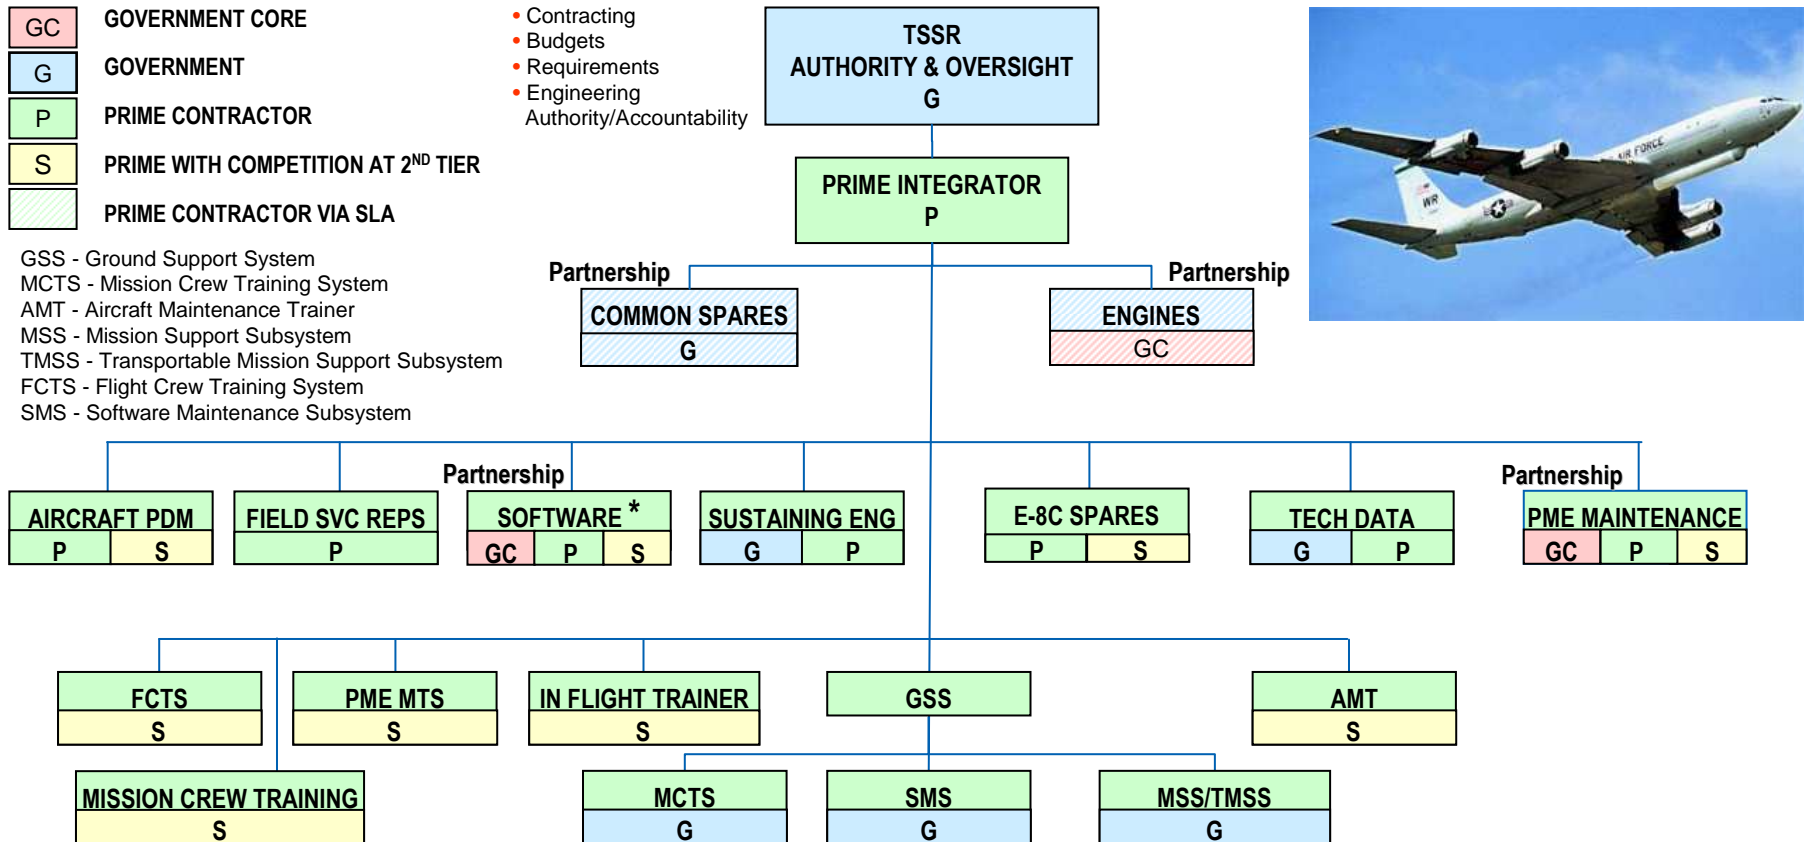 GC GOVERNMENT CORE
G GOVERNMENT
P PRIME CONTRACTOR
S PRIME WITH COMPETITION AT 2ND TIER
PRIME CONTRACTOR VIA SLA
GSS - Ground Support System
MCTS - Mission Crew Training System
AMT - Aircraft Maintenance Trainer
MSS - Mission Support Subsystem
TMSS - Transportable Mission Support Subsystem
FCTS - Flight Crew Training System
SMS - Software Maintenance Subsystem
• Contracting
• Budgets
• Requirements
• Engineering
Authority/Accountability
TSSR
AUTHORITY & OVERSIGHT
G
PRIME INTEGRATOR
P
AIR FORCE
WR
Partnership
COMMON SPARES
G
Partnership
ENGINES
GC
AIRCRAFT PDM
P S
FIELD SVC REPS
P
Partnership
SOFTWARE *
GC P S
SUSTAINING ENG
G P
E-8C SPARES
P S
TECH DATA
G P
Partnership
PME MAINTENANCE
GC P S
FCTS
S
PME MTS
S
IN FLIGHT TRAINER
S
GSS
AMT
S
MISSION CREW TRAINING
S
MCTS
G
SMS
G
MSS/TMSS
G